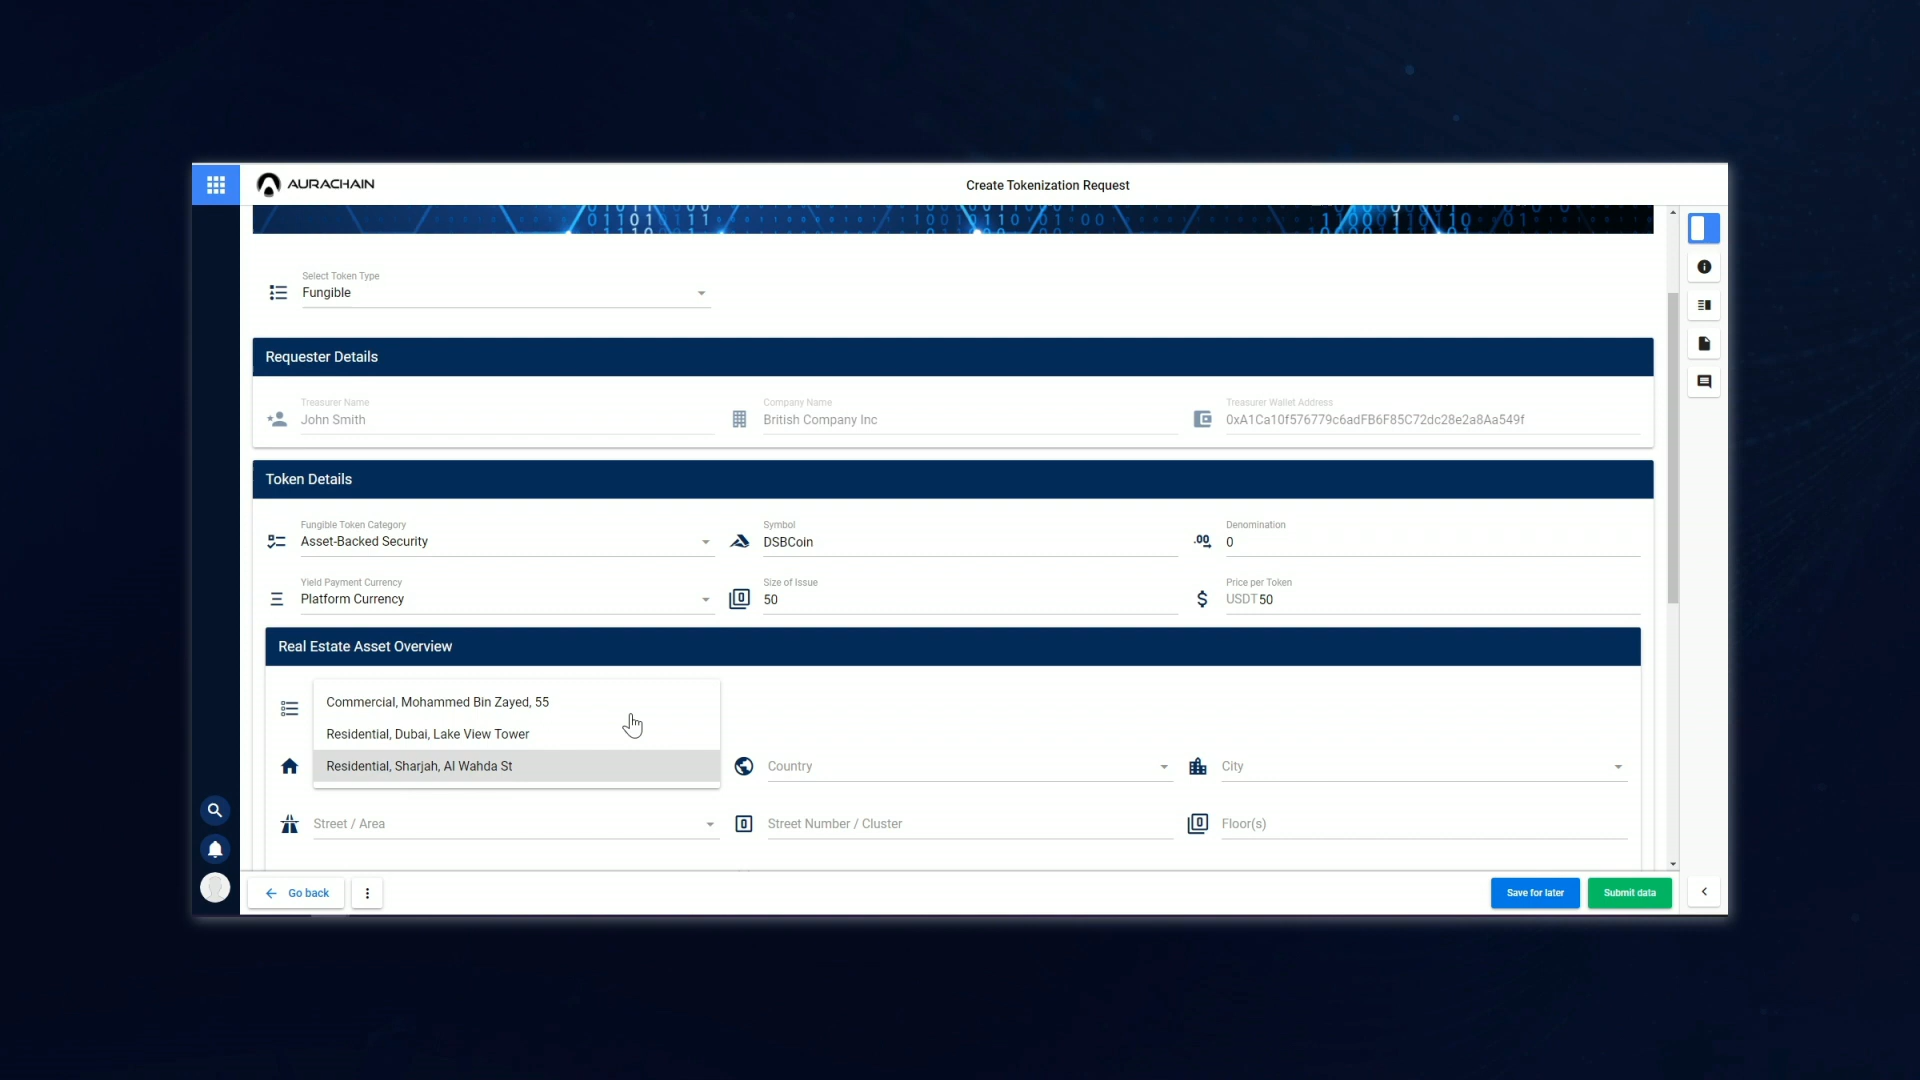 AURACHAIN
Create Tokenization Request
Select Token Type
Fungible
Requester Details
Treasurer Name
John Smith
Company Name
British Company Inc
Treasurer Wallet Address
0xA1Ca10f576779c6adFB6F85C72dc28e2a8Aa549f
Token Details
Fungible Token Category
Asset-Backed Security
Symbol
DSBCoin
Denomination
0
Yield Payment Currency
Platform Currency
Size of Issue
50
Price per Token
USDT 50
Real Estate Asset Overview
Commercial, Mohammed Bin Zayed, 55
Residential, Dubai, Lake View Tower
Residential, Sharjah, Al Wahda St
Country
City
Street / Area
Street Number / Cluster
Floor(s)
Go back
Save for later
Submit data